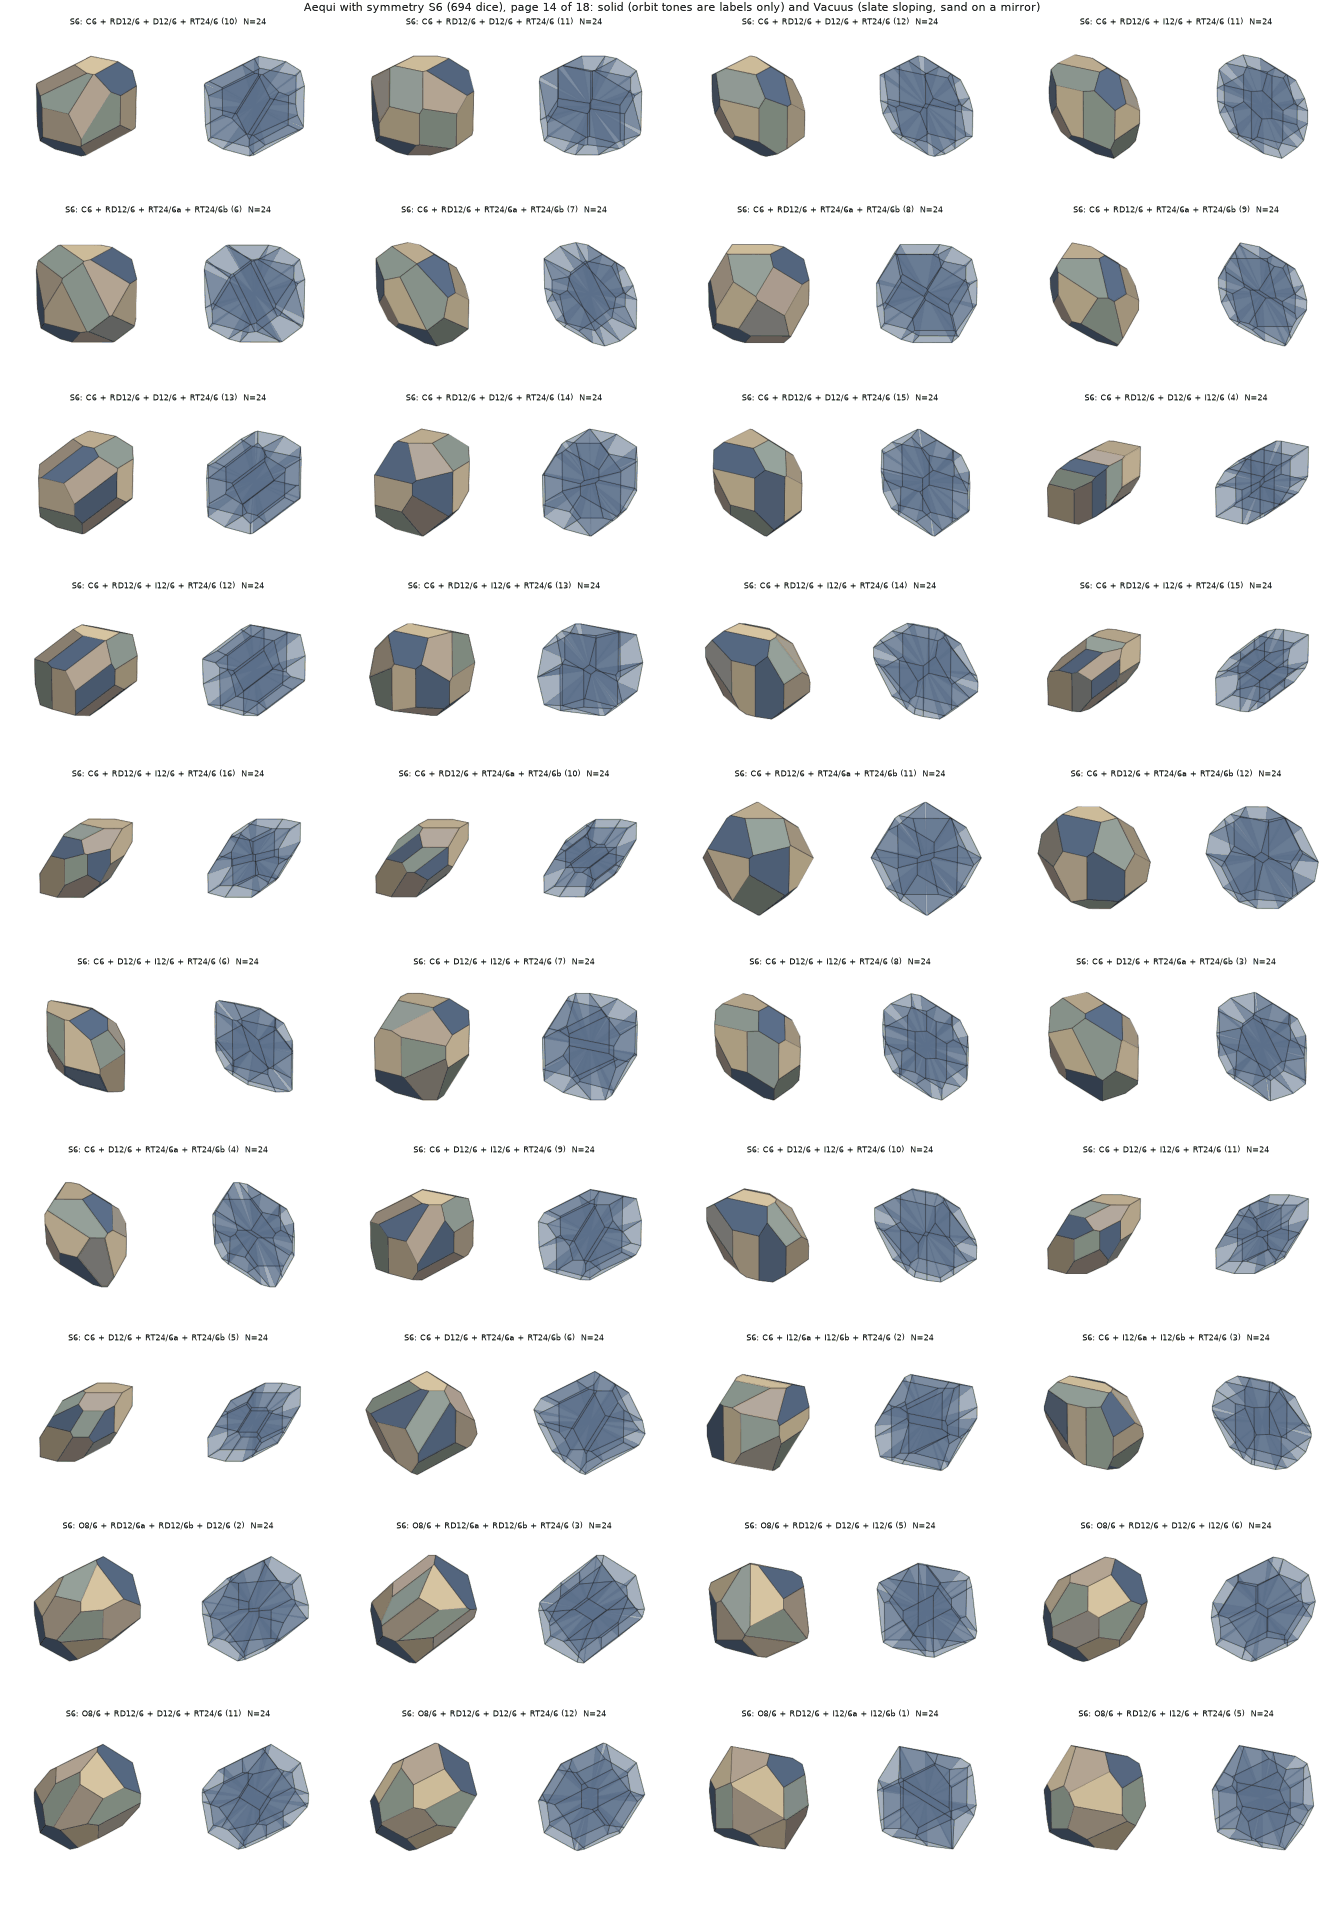 Aequi with symmetry S6 (694 dice), page 14 of 18: solid (orbit tones are labels only) and Vacuus (slate sloping, sand on a mirror)
S6: C6 + RD12/6 + D12/6 + RT24/6 (10)  N=24
S6: C6 + RD12/6 + D12/6 + RT24/6 (11)  N=24
S6: C6 + RD12/6 + D12/6 + RT24/6 (12)  N=24
S6: C6 + RD12/6 + I12/6 + RT24/6 (11)  N=24
S6: C6 + RD12/6 + RT24/6a + RT24/6b (6)  N=24
S6: C6 + RD12/6 + RT24/6a + RT24/6b (7)  N=24
S6: C6 + RD12/6 + RT24/6a + RT24/6b (8)  N=24
S6: C6 + RD12/6 + RT24/6a + RT24/6b (9)  N=24
S6: C6 + RD12/6 + D12/6 + RT24/6 (13)  N=24
S6: C6 + RD12/6 + D12/6 + RT24/6 (14)  N=24
S6: C6 + RD12/6 + D12/6 + RT24/6 (15)  N=24
S6: C6 + RD12/6 + D12/6 + I12/6 (4)  N=24
S6: C6 + RD12/6 + I12/6 + RT24/6 (12)  N=24
S6: C6 + RD12/6 + I12/6 + RT24/6 (13)  N=24
S6: C6 + RD12/6 + I12/6 + RT24/6 (14)  N=24
S6: C6 + RD12/6 + I12/6 + RT24/6 (15)  N=24
S6: C6 + RD12/6 + I12/6 + RT24/6 (16)  N=24
S6: C6 + RD12/6 + RT24/6a + RT24/6b (10)  N=24
S6: C6 + RD12/6 + RT24/6a + RT24/6b (11)  N=24
S6: C6 + RD12/6 + RT24/6a + RT24/6b (12)  N=24
S6: C6 + D12/6 + I12/6 + RT24/6 (6)  N=24
S6: C6 + D12/6 + I12/6 + RT24/6 (7)  N=24
S6: C6 + D12/6 + I12/6 + RT24/6 (8)  N=24
S6: C6 + D12/6 + RT24/6a + RT24/6b (3)  N=24
S6: C6 + D12/6 + RT24/6a + RT24/6b (4)  N=24
S6: C6 + D12/6 + I12/6 + RT24/6 (9)  N=24
S6: C6 + D12/6 + I12/6 + RT24/6 (10)  N=24
S6: C6 + D12/6 + I12/6 + RT24/6 (11)  N=24
S6: C6 + D12/6 + RT24/6a + RT24/6b (5)  N=24
S6: C6 + D12/6 + RT24/6a + RT24/6b (6)  N=24
S6: C6 + I12/6a + I12/6b + RT24/6 (2)  N=24
S6: C6 + I12/6a + I12/6b + RT24/6 (3)  N=24
S6: O8/6 + RD12/6a + RD12/6b + D12/6 (2)  N=24
S6: O8/6 + RD12/6a + RD12/6b + RT24/6 (3)  N=24
S6: O8/6 + RD12/6 + D12/6 + I12/6 (5)  N=24
S6: O8/6 + RD12/6 + D12/6 + I12/6 (6)  N=24
S6: O8/6 + RD12/6 + D12/6 + RT24/6 (11)  N=24
S6: O8/6 + RD12/6 + D12/6 + RT24/6 (12)  N=24
S6: O8/6 + RD12/6 + I12/6a + I12/6b (1)  N=24
S6: O8/6 + RD12/6 + I12/6 + RT24/6 (5)  N=24